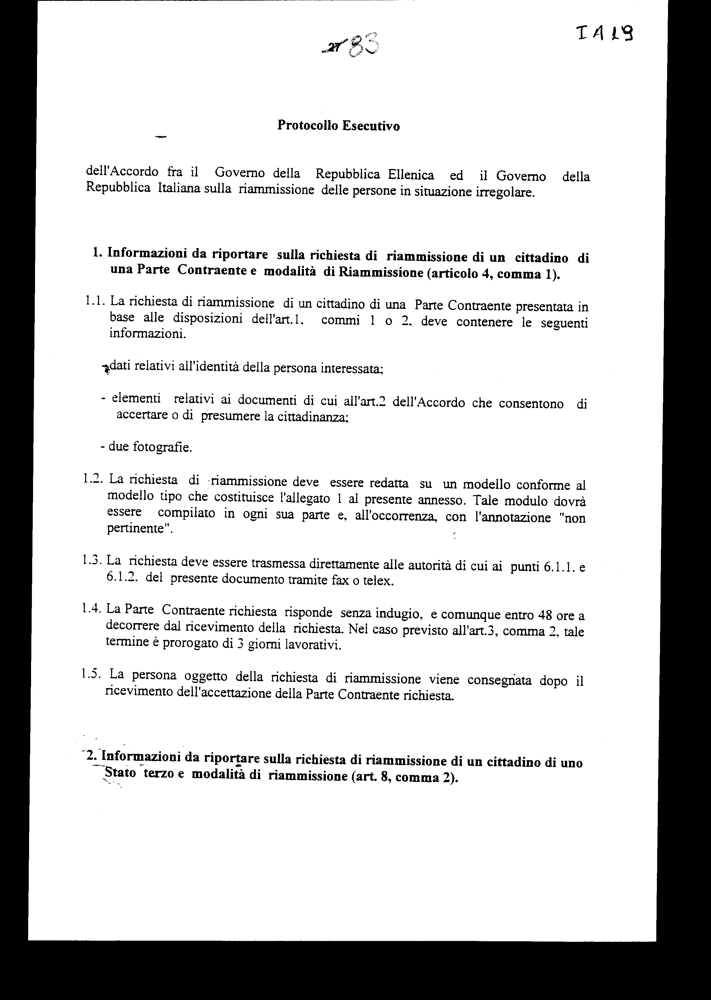 IA19
27 83
Protocollo Esecutivo
dell'Accordo fra il Governo della Repubblica Ellenica ed il Governo della
Repubblica Italiana sulla riammissione delle persone in situazione irregolare.
1. Informazioni da riportare sulla richiesta di riammissione di un cittadino di
una Parte Contraente e modalità di Riammissione (articolo 4, comma 1).
1.1. La richiesta di riammissione di un cittadino di una Parte Contraente presentata in
base alle disposizioni dell'art.1. commi 1 o 2. deve contenere le seguenti
informazioni.
- dati relativi all'identità della persona interessata;
- elementi relativi ai documenti di cui all'art.2 dell'Accordo che consentono di
accertare o di presumere la cittadinanza;
- due fotografie.
1.2. La richiesta di riammissione deve essere redatta su un modello conforme al
modello tipo che costituisce l'allegato 1 al presente annesso. Tale modulo dovrà
essere compilato in ogni sua parte e, all'occorrenza, con l'annotazione "non
pertinente".
1.3. La richiesta deve essere trasmessa direttamente alle autorità di cui ai punti 6.1.1. e
6.1.2. del presente documento tramite fax o telex.
1.4. La Parte Contraente richiesta risponde senza indugio, e comunque entro 48 ore a
decorrere dal ricevimento della richiesta. Nel caso previsto all'art.3, comma 2, tale
termine è prorogato di 3 giorni lavorativi.
1.5. La persona oggetto della richiesta di riammissione viene consegnata dopo il
ricevimento dell'accettazione della Parte Contraente richiesta.
2. Informazioni da riportare sulla richiesta di riammissione di un cittadino di uno
Stato terzo e modalità di riammissione (art. 8, comma 2).